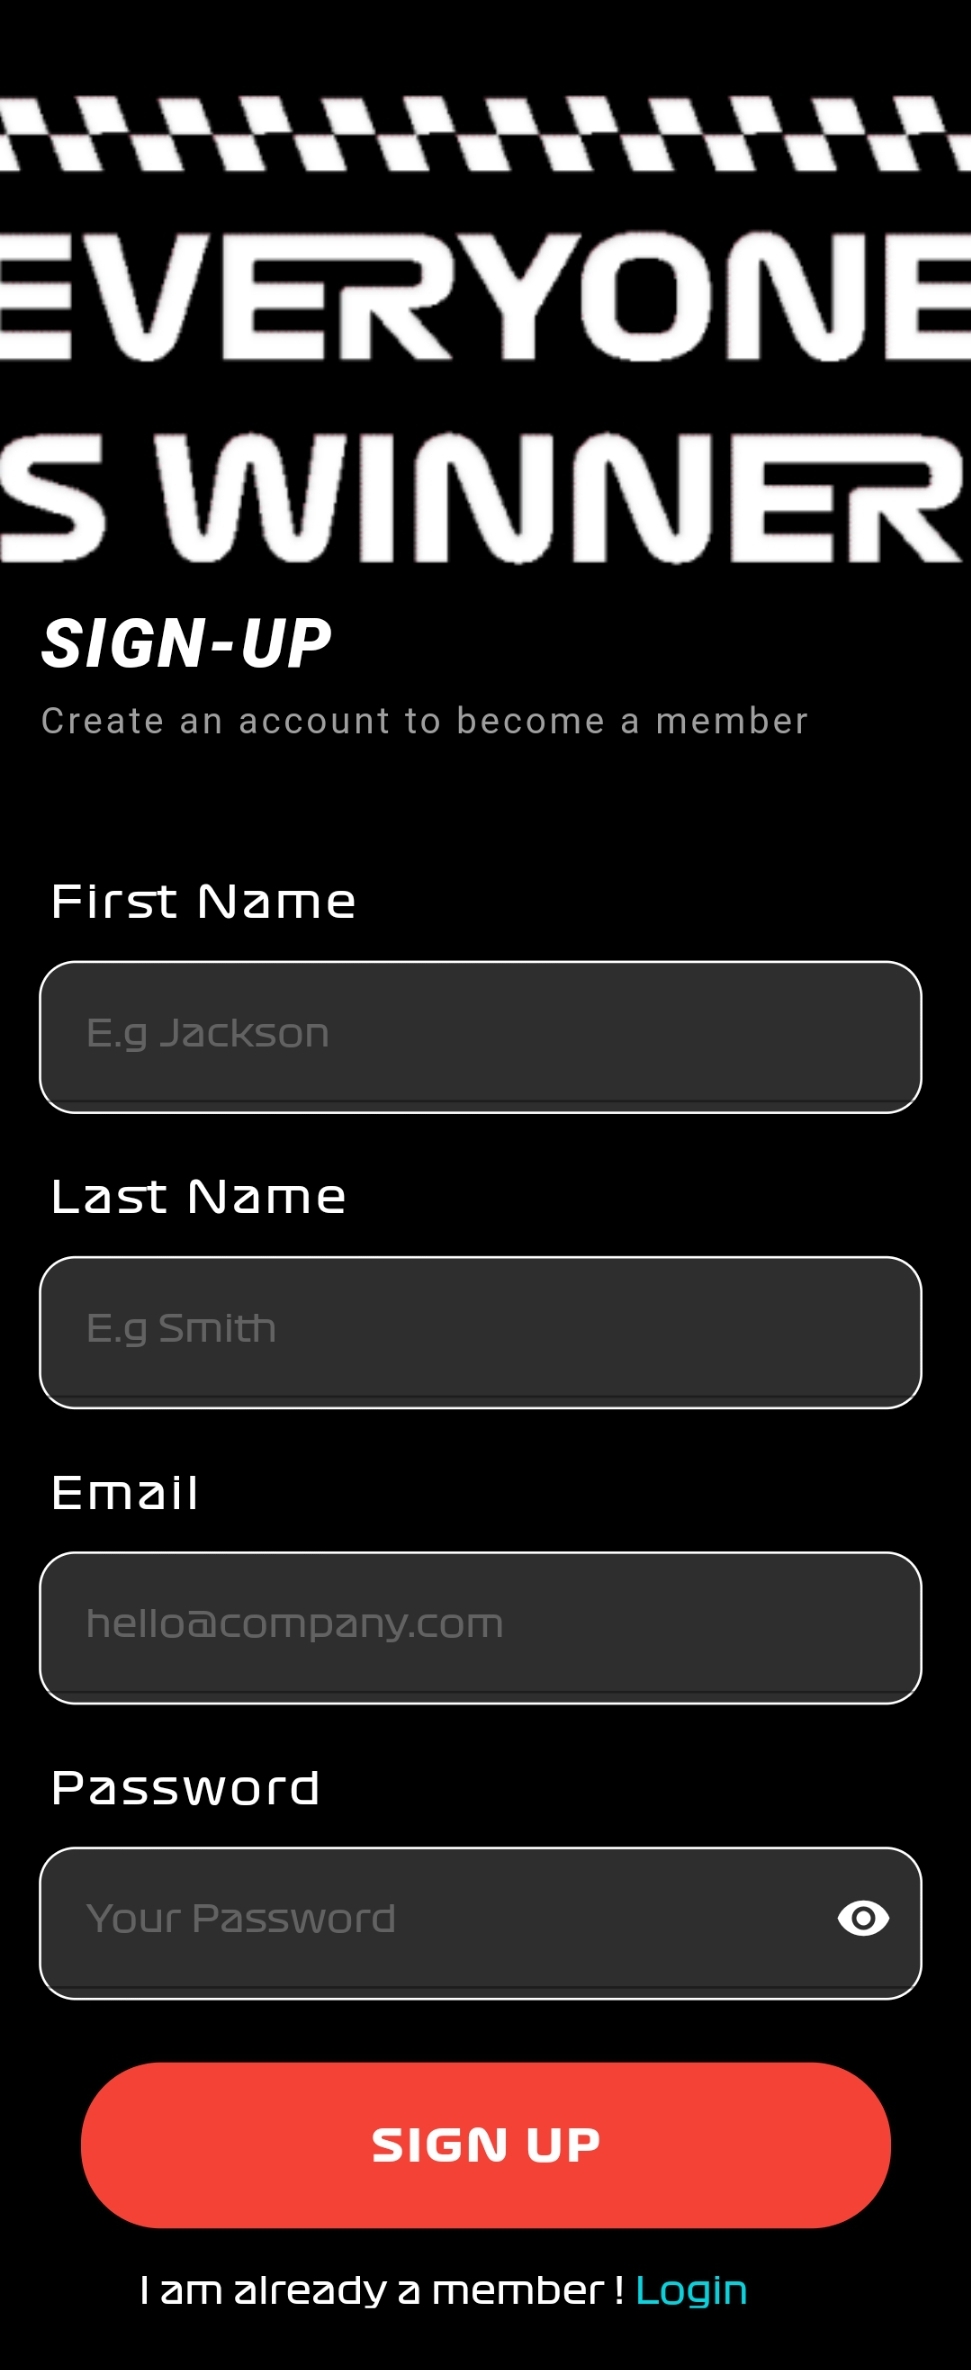 EVERYONE
S WINNER
SIGN-UP
Create an account to become a member
First Name
E.g Jackson
Last Name
E.g Smith
Email
hello@company.com
Password
Your Password
SIGN UP
I am already a member ! Login